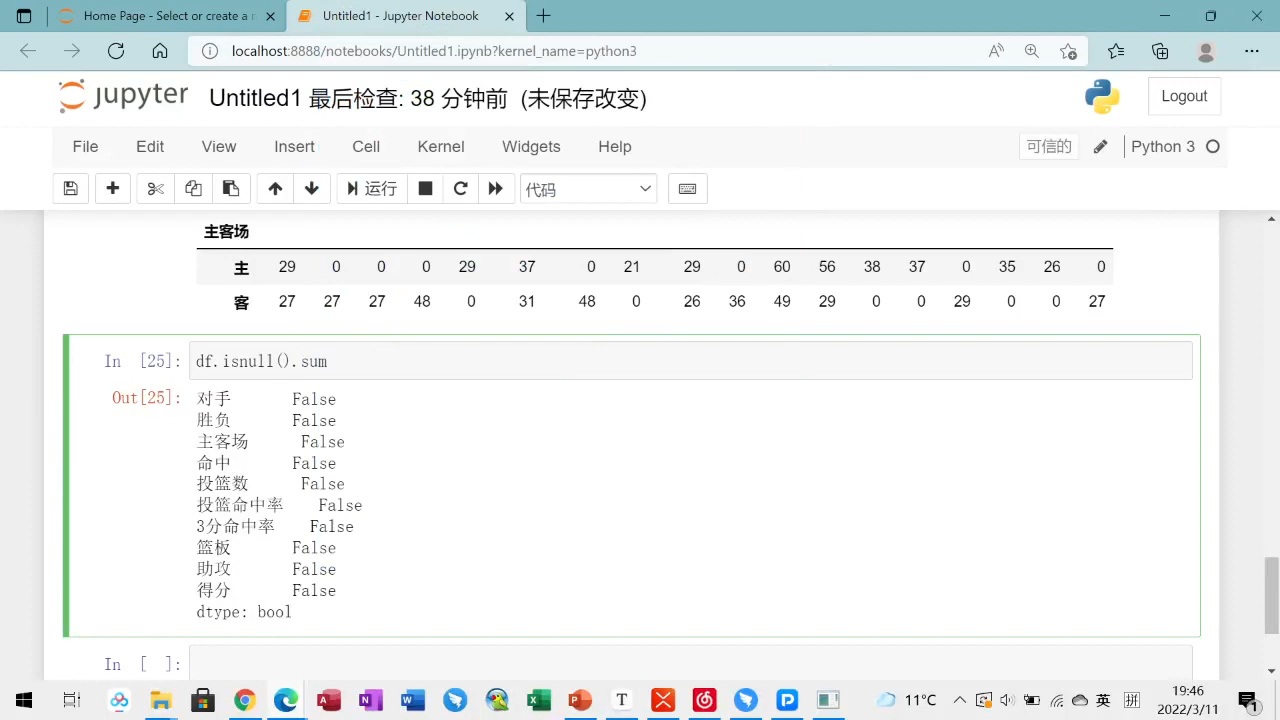 Home Page - Select or create a n
Untitled1 - Jupyter Notebook
localhost:8888/notebooks/Untitled1.ipynb?kernel_name=python3
jupyter Untitled1 最后检查: 38 分钟前 (未保存改变)
Logout
File Edit View Insert Cell Kernel Widgets Help 可信的 Python 3
运行 代码
主客场
主 29 0 0 0 29 37 0 21 29 0 60 56 38 37 0 35 26 0
客 27 27 27 48 0 31 48 0 26 36 49 29 0 0 29 0 0 27
In [25]: df.isnull().sum
Out[25]: 对手 False
胜负 False
主客场 False
命中 False
投篮数 False
投篮命中率 False
3分命中率 False
篮板 False
助攻 False
得分 False
dtype: bool
In [ ]:
11°C 英 拼 19:46
2022/3/11